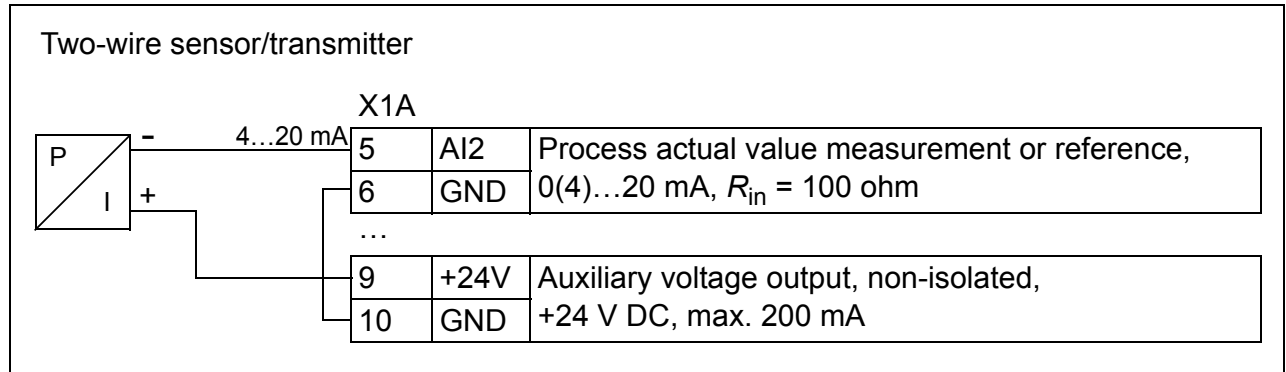 Two-wire sensor/transmitter
X1A
P
I
-
+
4…20 mA
5 AI2 Process actual value measurement or reference,
6 GND 0(4)…20 mA, Rin = 100 ohm
…
9 +24V Auxiliary voltage output, non-isolated,
10 GND +24 V DC, max. 200 mA